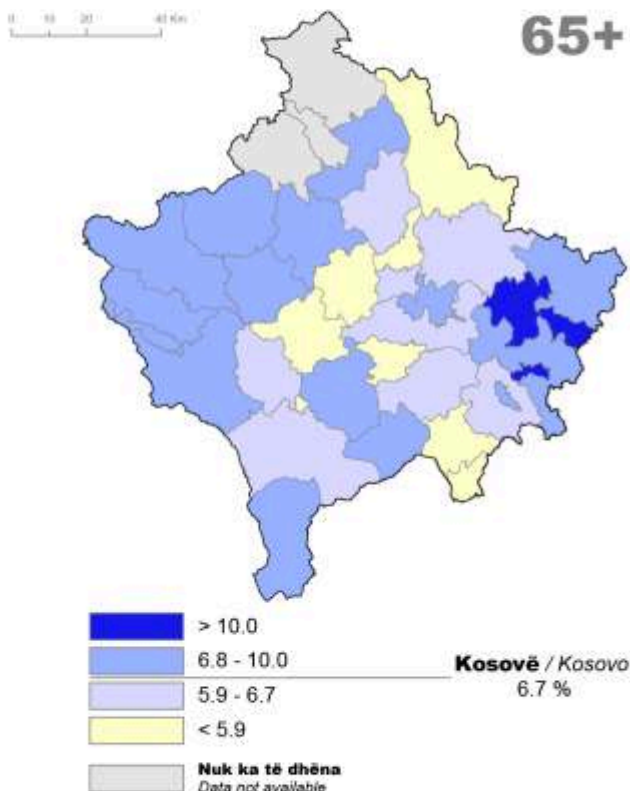 0 10 20 40 Km
65+
> 10.0
6.8 - 10.0
Kosovë / Kosovo
6.7 %
5.9 - 6.7
< 5.9
Nuk ka të dhëna
Data not available